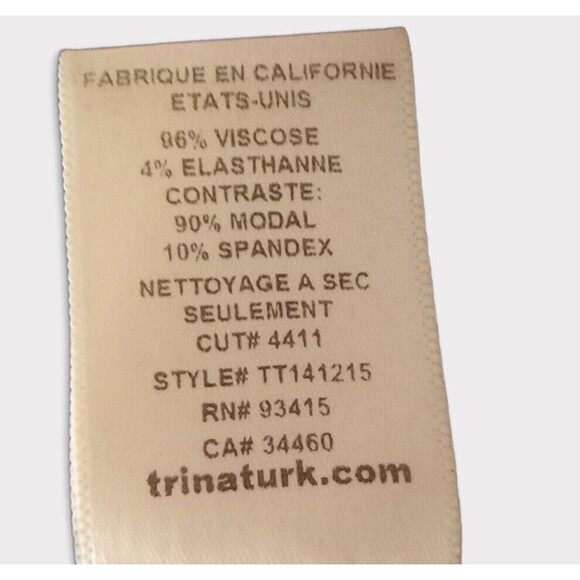 FABRIQUE EN CALIFORNIE
ETATS-UNIS
96% VISCOSE
4% ELASTHANNE
CONTRASTE:
90% MODAL
10% SPANDEX
NETTOYAGE A SEC
SEULEMENT
CUT# 4411
STYLE# TT141215
RN# 93415
CA# 34460
trinaturk.com